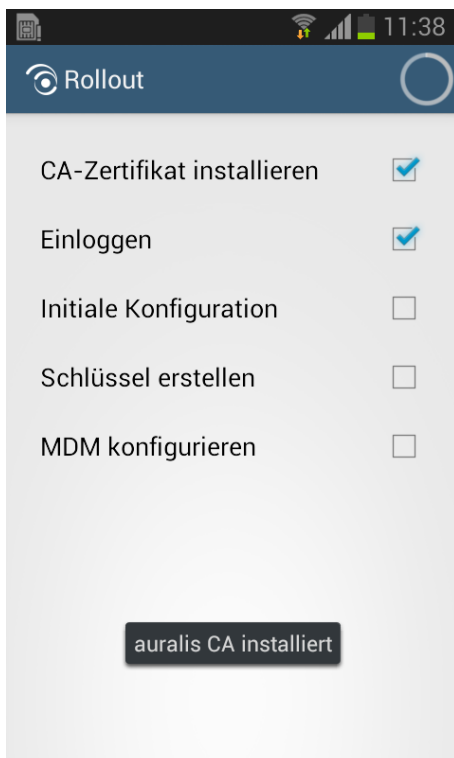 11:38
Rollout
CA-Zertifikat installieren
Einloggen
Initiale Konfiguration
Schlüssel erstellen
MDM konfigurieren
auralis CA installiert